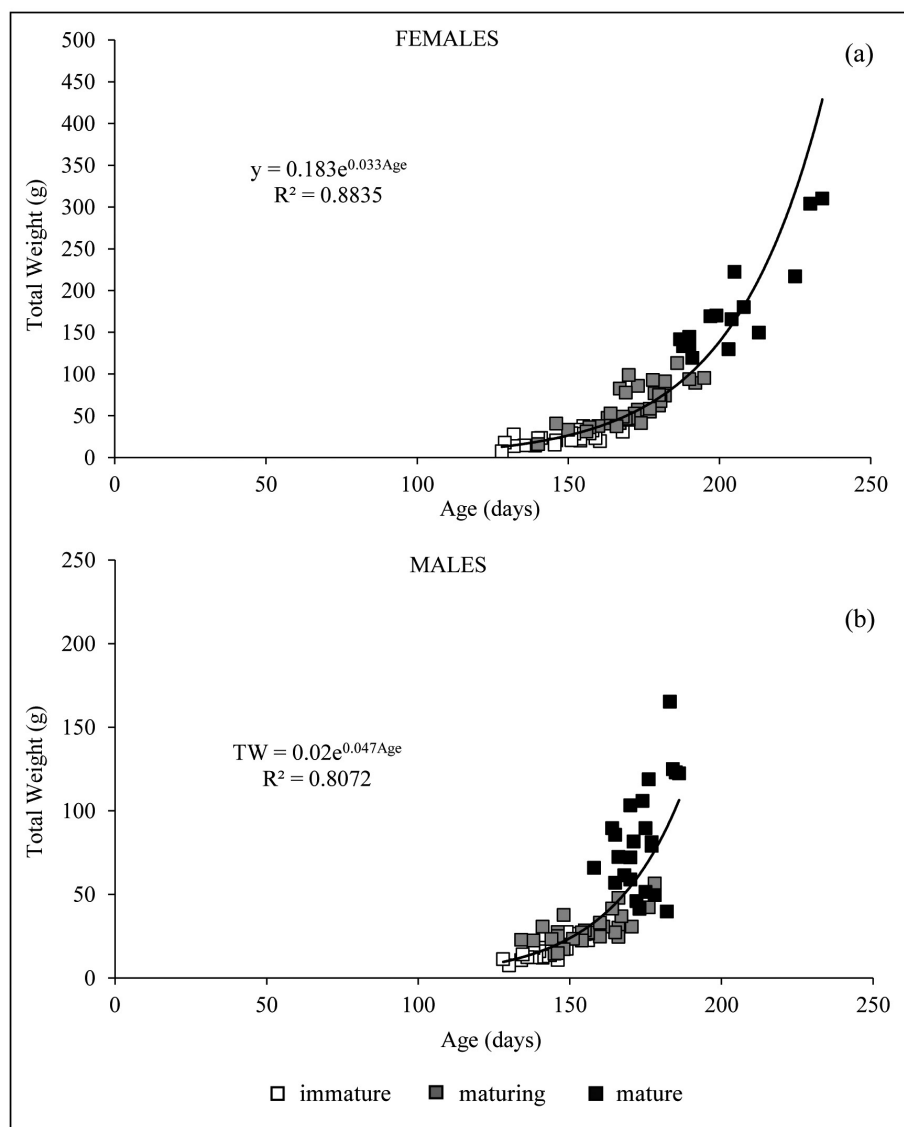 FEMALES
(a)
500
450
400
350
300
250
200
150
100
50
0
Total Weight (g)
y = 0.183e^0.033Age
R² = 0.8835
0 50 100 150 200 250
Age (days)
MALES
(b)
250
200
150
100
50
0
Total Weight (g)
TW = 0.02e^0.047Age
R² = 0.8072
0 50 100 150 200 250
Age (days)
immature maturing mature